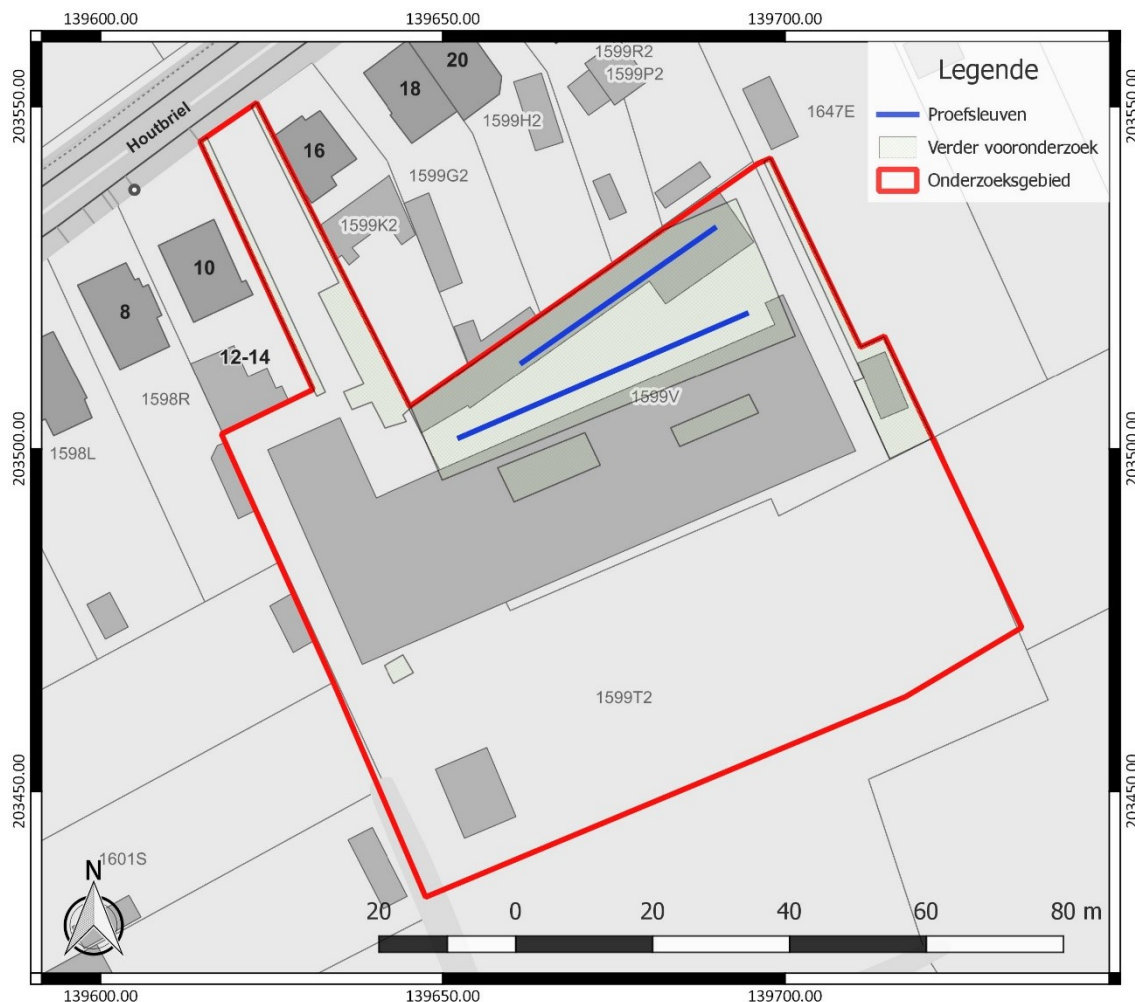 139600.00
139650.00
139700.00
203550.00
203550.00
Legende
Proefsleuven
Verder vooronderzoek
Onderzoeksgebied
Houtbriel
20
18
16
1599R2
1599P2
1599H2
1647E
1599G2
1599K2
10
8
12-14
1598R
1598L
1599V
203500.00
203500.00
1599T2
203450.00
203450.00
1601S
N
20 0 20 40 60 80 m
139600.00
139650.00
139700.00